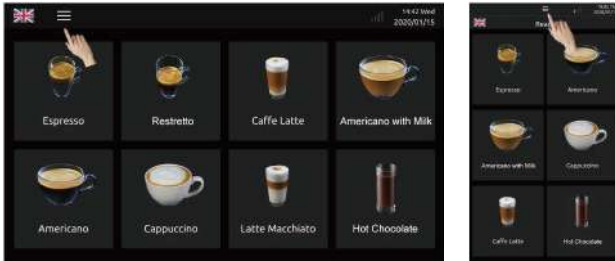 14:42 Wed
2020/01/15
Espresso
Restretto
Caffe Latte
Americano with Milk
Americano
Cappuccino
Latte Macchiato
Hot Chocolate
Espresso
Americano
Americano with Milk
Cappuccino
Caffe Latte
Hot Chocolate